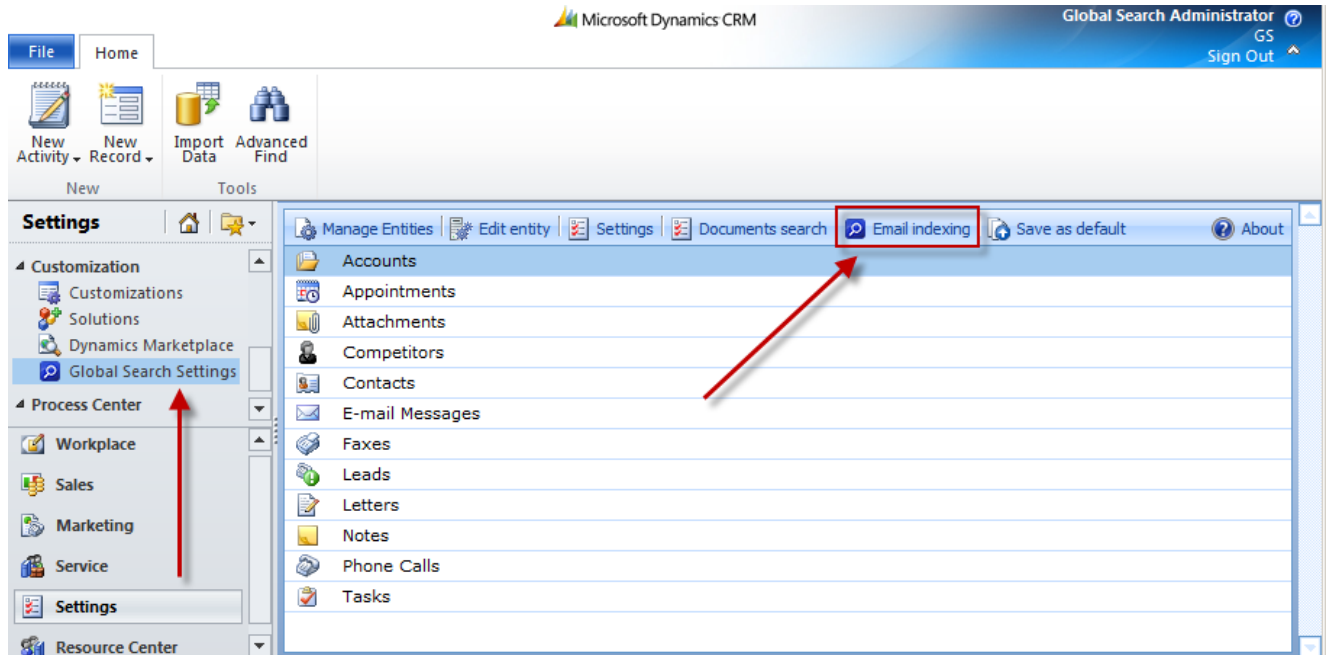 Microsoft Dynamics CRM
Global Search Administrator
GS
Sign Out
File
Home
New Activity
New Record
Import Data
Advanced Find
New
Tools
Settings
Manage Entities
Edit entity
Settings
Documents search
Email indexing
Save as default
About
Customization
Customizations
Solutions
Dynamics Marketplace
Global Search Settings
Process Center
Workplace
Sales
Marketing
Service
Settings
Resource Center
Accounts
Appointments
Attachments
Competitors
Contacts
E-mail Messages
Faxes
Leads
Letters
Notes
Phone Calls
Tasks